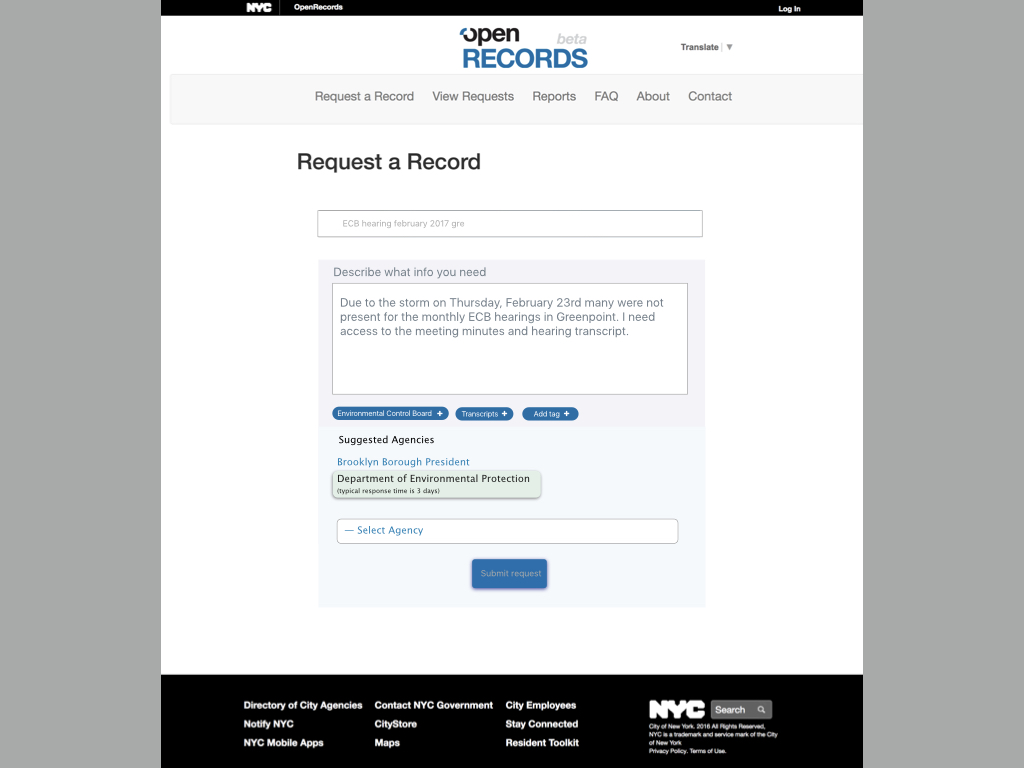 NYC OpenRecords Log In
open beta
RECORDS
Translate ▼
Request a Record View Requests Reports FAQ About Contact
Request a Record
ECB hearing february 2017 gre
Describe what info you need
Due to the storm on Thursday, February 23rd many were not
present for the monthly ECB hearings in Greenpoint. I need
access to the meeting minutes and hearing transcript.
Environmental Control Board + Transcripts + Add tag +
Suggested Agencies
Brooklyn Borough President
Department of Environmental Protection
(typical response time is 3 days)
— Select Agency
Submit request
Directory of City Agencies Contact NYC Government City Employees
Notify NYC CityStore Stay Connected
NYC Mobile Apps Maps Resident Toolkit
NYC Search
City of New York. 2016 All Rights Reserved,
NYC is a trademark and service mark of the City
of New York
Privacy Policy. Terms of Use.